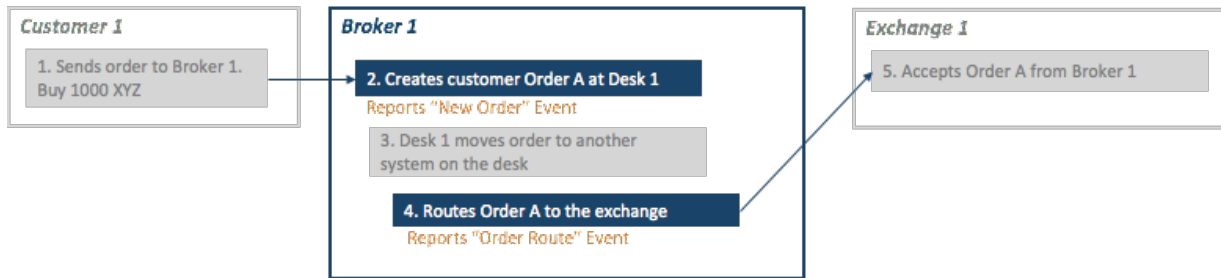 Customer 1
1. Sends order to Broker 1.
Buy 1000 XYZ
Broker 1
2. Creates customer Order A at Desk 1
Reports "New Order" Event
3. Desk 1 moves order to another
system on the desk
4. Routes Order A to the exchange
Reports "Order Route" Event
Exchange 1
5. Accepts Order A from Broker 1